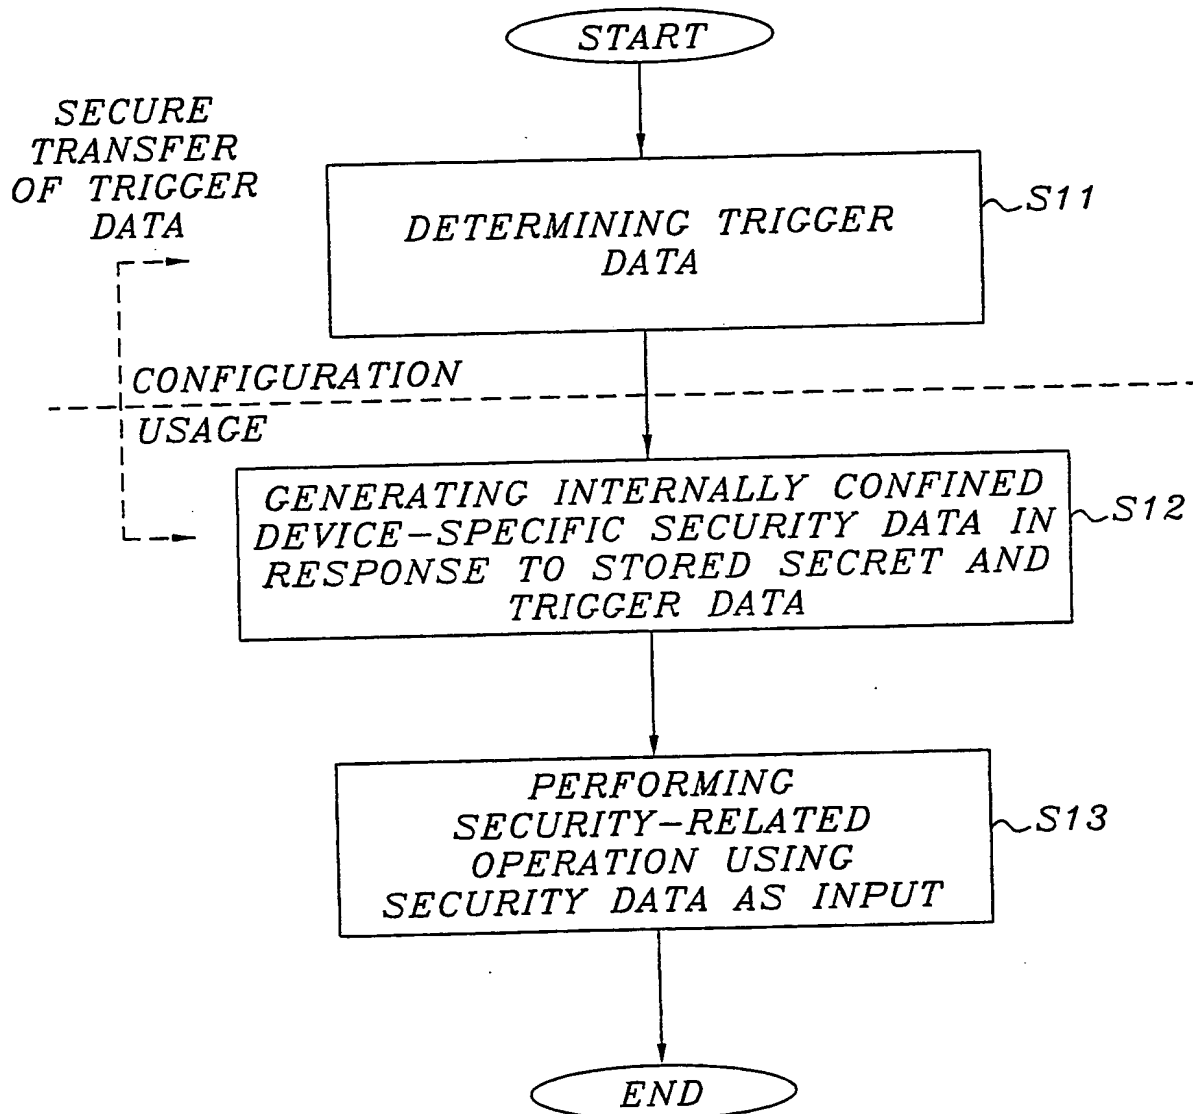 START
SECURE
TRANSFER
OF TRIGGER
DATA
DETERMINING TRIGGER
DATA
S11
CONFIGURATION
USAGE
GENERATING INTERNALLY CONFINED
DEVICE-SPECIFIC SECURITY DATA IN
RESPONSE TO STORED SECRET AND
TRIGGER DATA
S12
PERFORMING
SECURITY-RELATED
OPERATION USING
SECURITY DATA AS INPUT
S13
END